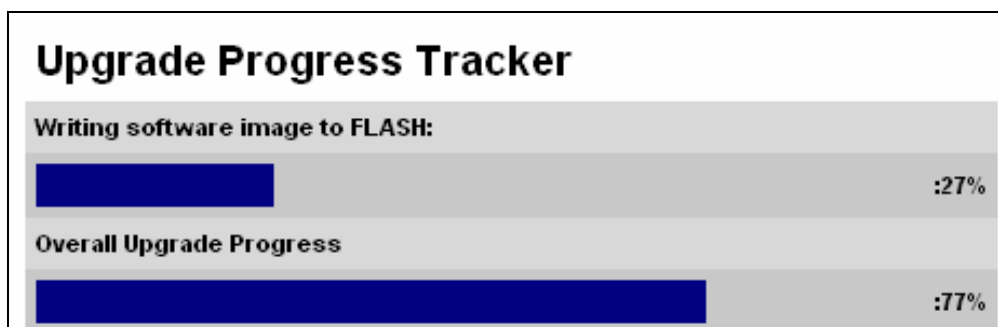 Upgrade Progress Tracker
Writing software image to FLASH:
:27%
Overall Upgrade Progress
:77%